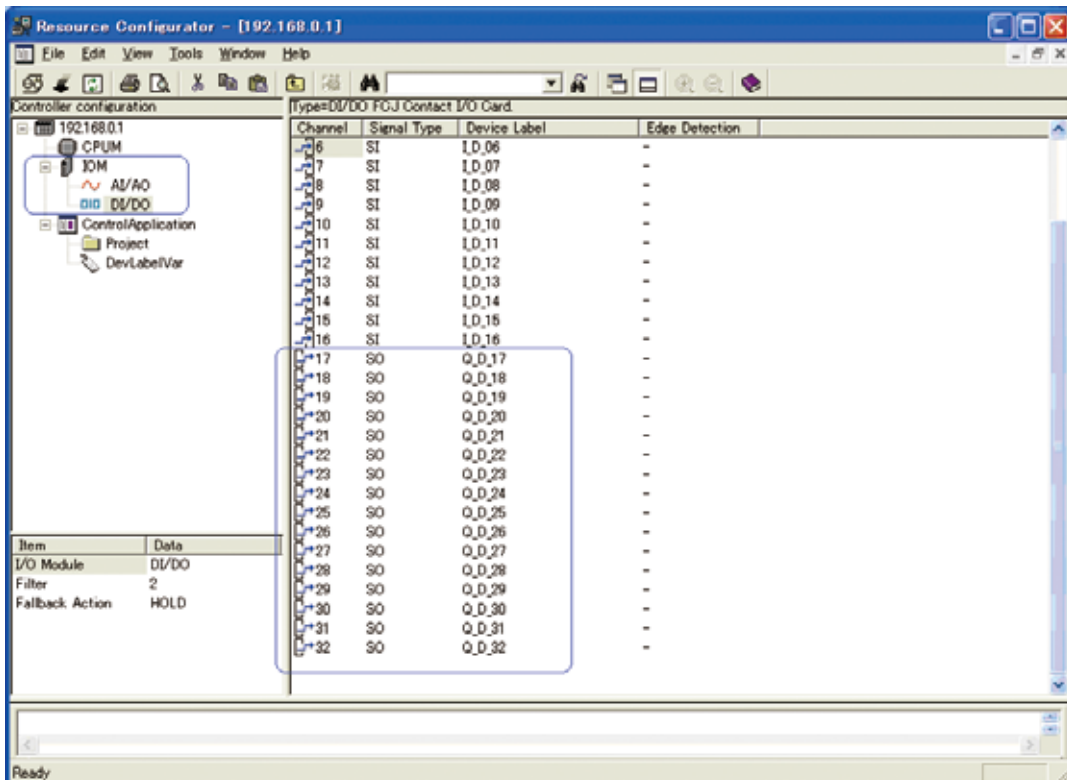 Resource Configurator - [192.168.0.1]
File Edit View Tools Window Help
Controller configuration
192.168.0.1
CPUM
IOM
AI/AO
DI/DO
ControlApplication
Project
DevLabelVar
Item Data
I/O Module DI/DO
Filter 2
Fallback Action HOLD
Type=DI/DO FCJ Contact I/O Card.
Channel Signal Type Device Label Edge Detection
6 SI I_D_06 -
7 SI I_D_07 -
8 SI I_D_08 -
9 SI I_D_09 -
10 SI I_D_10 -
11 SI I_D_11 -
12 SI I_D_12 -
13 SI I_D_13 -
14 SI I_D_14 -
15 SI I_D_15 -
16 SI I_D_16 -
17 SO Q_D_17 -
18 SO Q_D_18 -
19 SO Q_D_19 -
20 SO Q_D_20 -
21 SO Q_D_21 -
22 SO Q_D_22 -
23 SO Q_D_23 -
24 SO Q_D_24 -
25 SO Q_D_25 -
26 SO Q_D_26 -
27 SO Q_D_27 -
28 SO Q_D_28 -
29 SO Q_D_29 -
30 SO Q_D_30 -
31 SO Q_D_31 -
32 SO Q_D_32 -
Ready